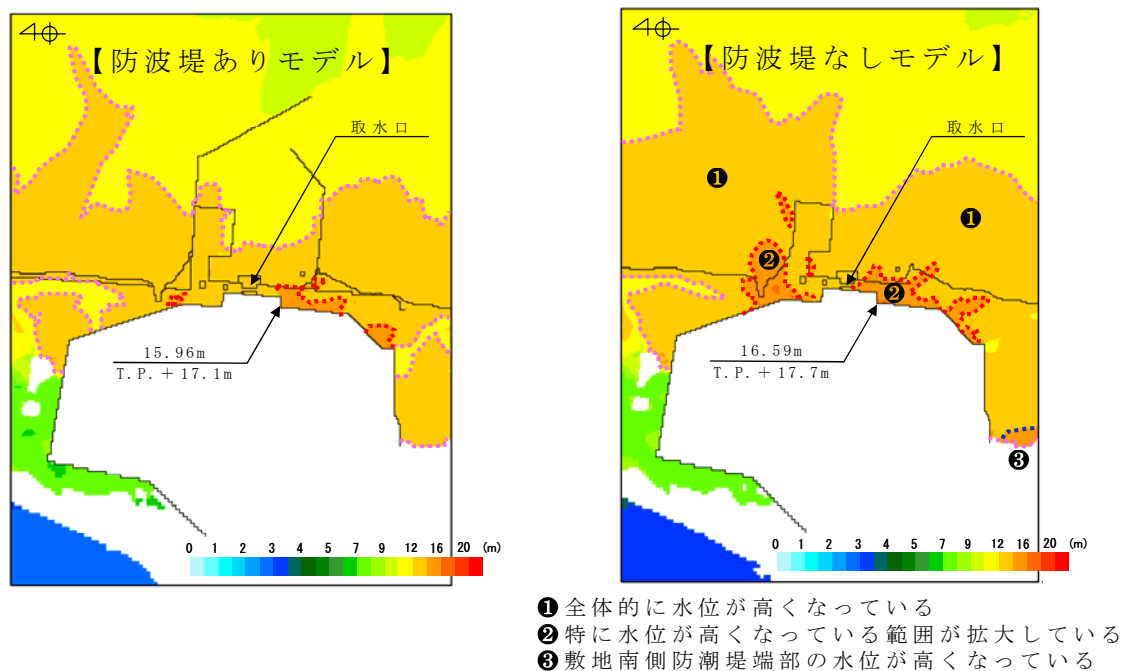 【防波堤ありモデル】
取水口
15.96m
T.P.+17.1m
0 1 2 3 4 5 7 9 12 16 20 (m)
【防波堤なしモデル】
❶
取水口
❶
❷
❷
16.59m
T.P.+17.7m
❸
0 1 2 3 4 5 7 9 12 16 20 (m)
❶全体的に水位が高くなっている
❷特に水位が高くなっている範囲が拡大している
❸敷地南側防潮堤端部の水位が高くなっている